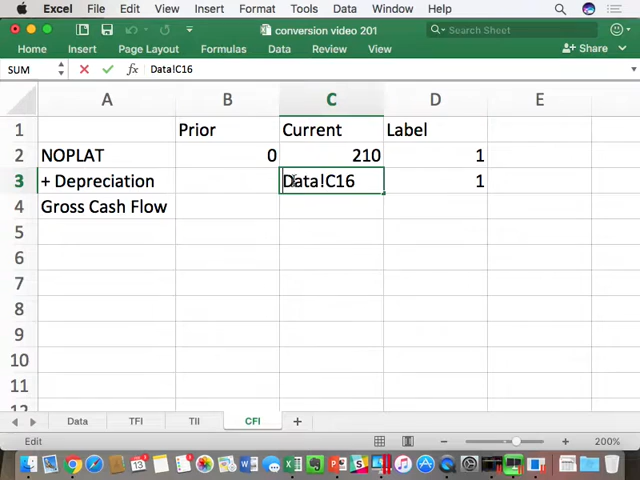 Excel File Edit View Insert Format Tools Data Window Help
conversion video 201
Search Sheet
Home Insert Page Layout Formulas Data Review View Share
SUM fx Data!C16
A B C D E
1 Prior Current Label
2 NOPLAT 0 210 1
3 + Depreciation Data!C16 1
4 Gross Cash Flow
5
6
7
8
9
10
11
12
Data TFI TII CFI
Edit 200%
13